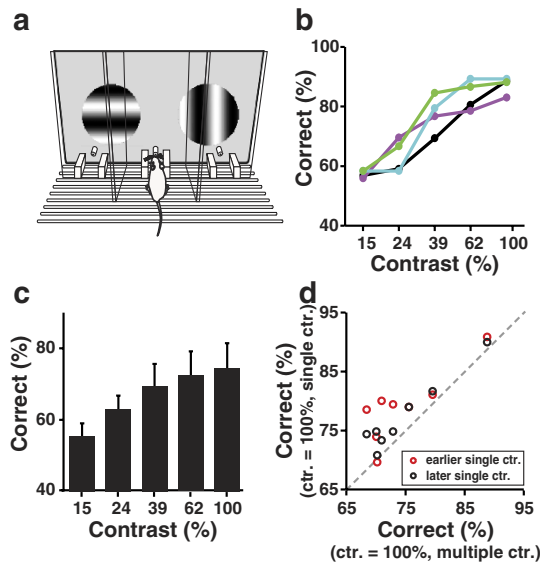 a
b
100
80
60
40
Correct (%)
15 24 39 62 100
Contrast (%)
c
80
60
40
Correct (%)
15 24 39 62 100
Contrast (%)
d
95
85
75
65
Correct (%)
(ctr. = 100%, single ctr.)
earlier single ctr.
later single ctr.
65 75 85 95
Correct (%)
(ctr. = 100%, multiple ctr.)